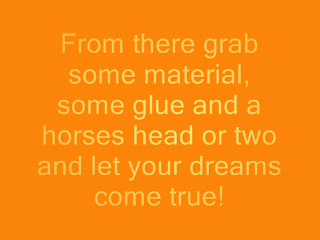 From there grab
some material,
some glue and a
horses head or two
and let your dreams
come true!